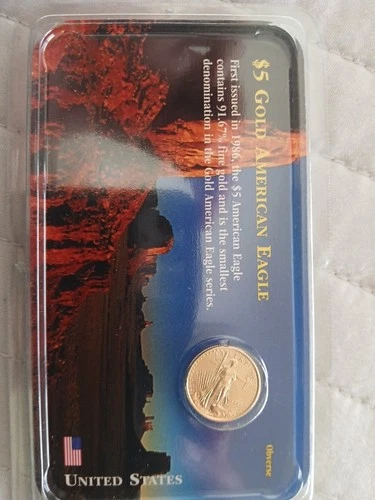 $5 GOLD AMERICAN EAGLE
First issued in 1986, the $5 American Eagle
contains 91.67% fine gold and is the smallest
denomination in the Gold American Eagle series.
Obverse
UNITED STATES